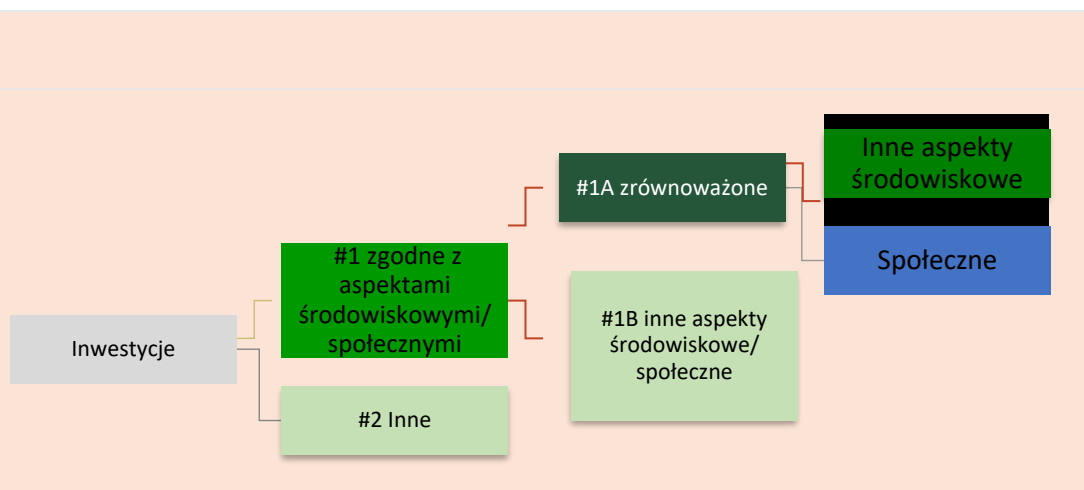 Inwestycje
#1 zgodne z
aspektami
środowiskowymi/
społecznymi
#2 Inne
#1A zrównoważone
#1B inne aspekty
środowiskowe/
społeczne
Inne aspekty
środowiskowe
Społeczne